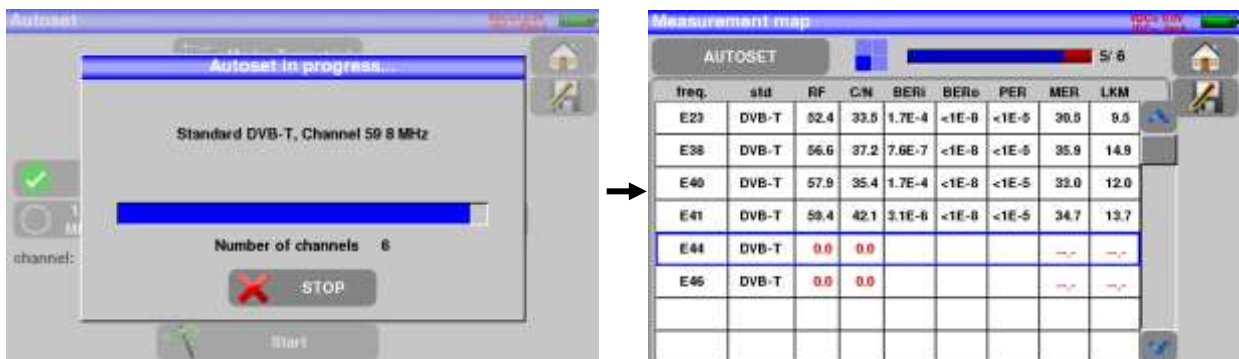 Autoset
Autoset in progress...
Standard DVB-T, Channel 59 8 MHz
Number of channels 6
STOP
channel:
Start
Measurement map
AUTOSET 5/ 6
freq. std RF C/N BERi BERo PER MER LKM
E23 DVB-T 52.4 33.5 1.7E-4 <1E-8 <1E-5 30.5 9.5
E38 DVB-T 56.6 37.2 7.6E-7 <1E-8 <1E-5 35.9 14.9
E40 DVB-T 57.9 35.4 1.7E-4 <1E-8 <1E-5 33.0 12.0
E41 DVB-T 59.4 42.1 3.1E-6 <1E-8 <1E-5 34.7 13.7
E44 DVB-T 0.0 0.0 --.- --.-
E46 DVB-T 0.0 0.0 --.- --.-